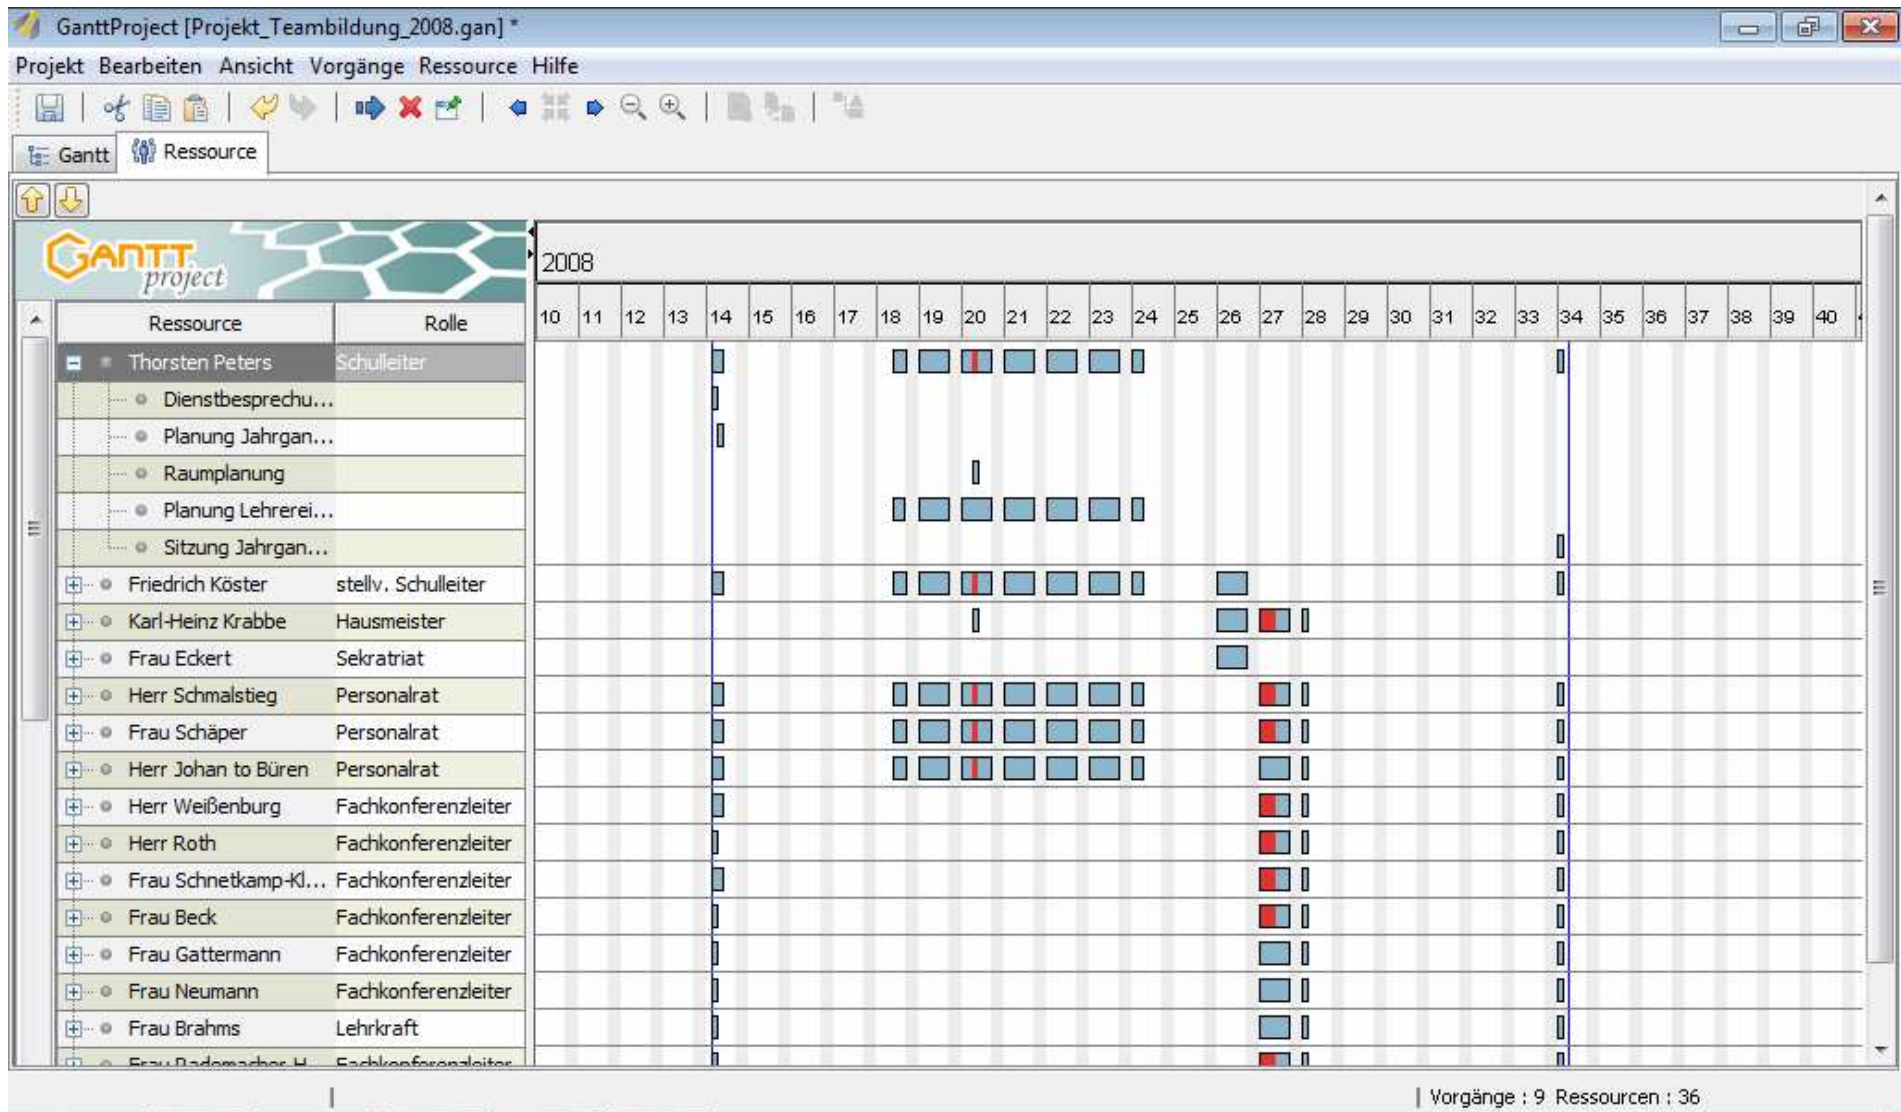 GanttProject [Projekt_Teambildung_2008.gan] *
Projekt Bearbeiten Ansicht Vorgänge Ressource Hilfe
Gantt Ressource
GANTT project
2008
Ressource Rolle 10 11 12 13 14 15 16 17 18 19 20 21 22 23 24 25 26 27 28 29 30 31 32 33 34 35 36 37 38 39 40
Thorsten Peters Schulleiter
Dienstbesprechu...
Planung Jahrgan...
Raumplanung
Planung Lehrerei...
Sitzung Jahrgan...
Friedrich Köster stellv. Schulleiter
Karl-Heinz Krabbe Hausmeister
Frau Eckert Sekratriat
Herr Schmalstieg Personalrat
Frau Schäper Personalrat
Herr Johan to Büren Personalrat
Herr Weißenburg Fachkonferenzleiter
Herr Roth Fachkonferenzleiter
Frau Schnetkamp-Kl... Fachkonferenzleiter
Frau Beck Fachkonferenzleiter
Frau Gattermann Fachkonferenzleiter
Frau Neumann Fachkonferenzleiter
Frau Brahms Lehrkraft
Frau Rademacher H Fachkonferenzleiter
Vorgänge : 9 Ressourcen : 36